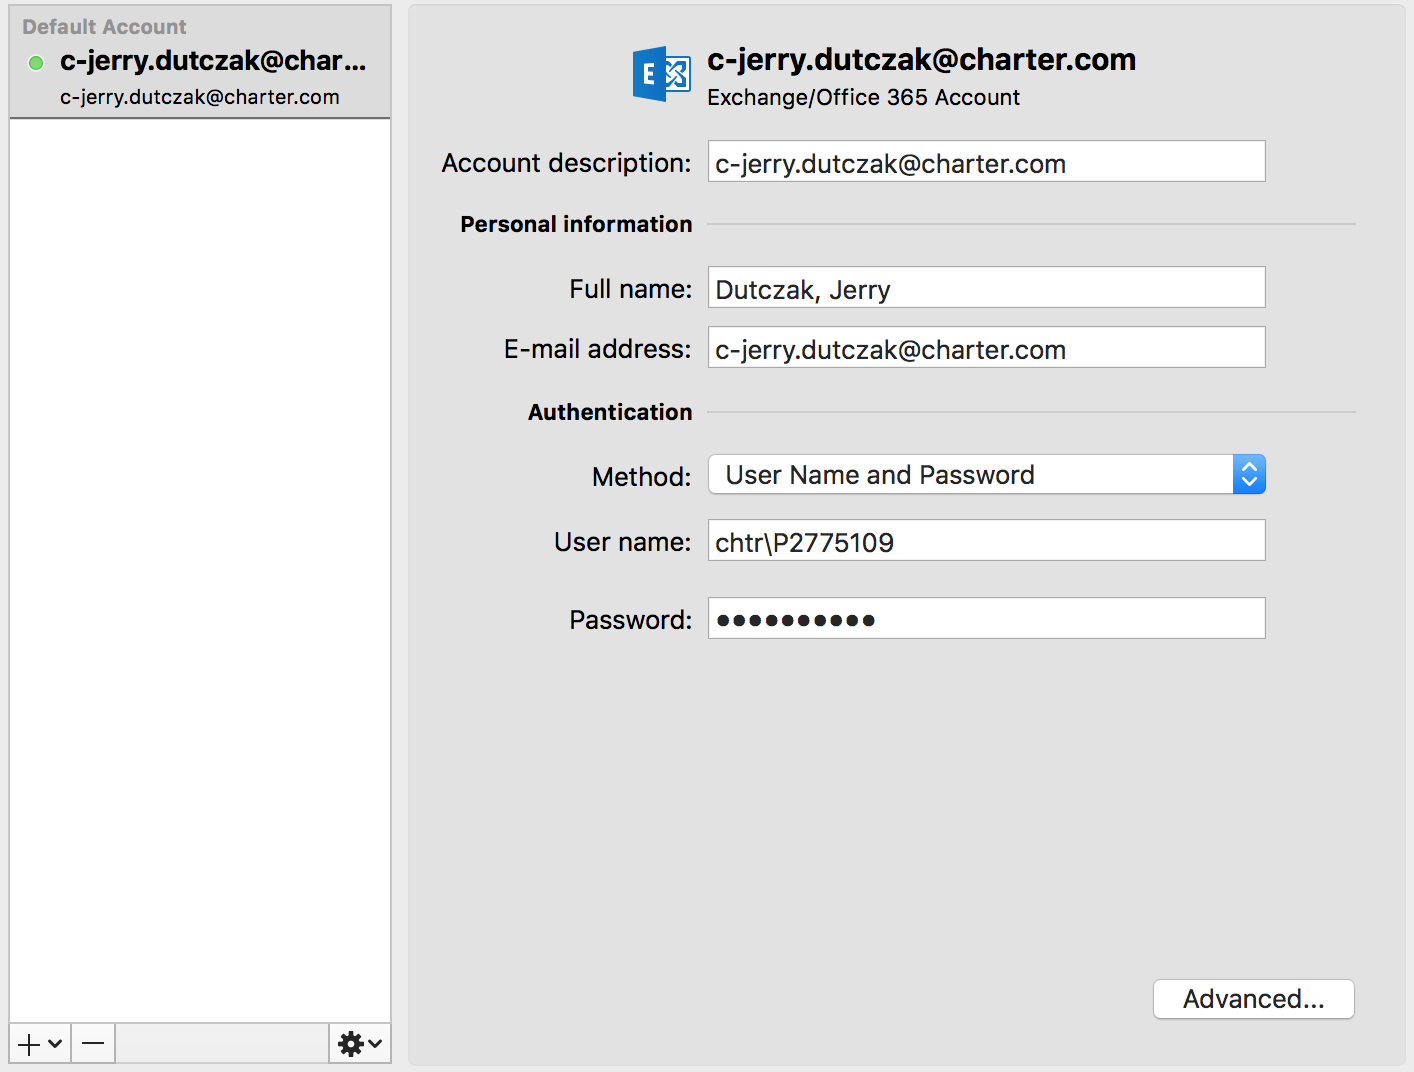 Default Account
c-jerry.dutczak@char...
c-jerry.dutczak@charter.com
E
c-jerry.dutczak@charter.com
Exchange/Office 365 Account
Account description: c-jerry.dutczak@charter.com
Personal information
Full name: Dutczak, Jerry
E-mail address: c-jerry.dutczak@charter.com
Authentication
Method: User Name and Password
User name: chtr\P2775109
Password: ••••••••••
Advanced...